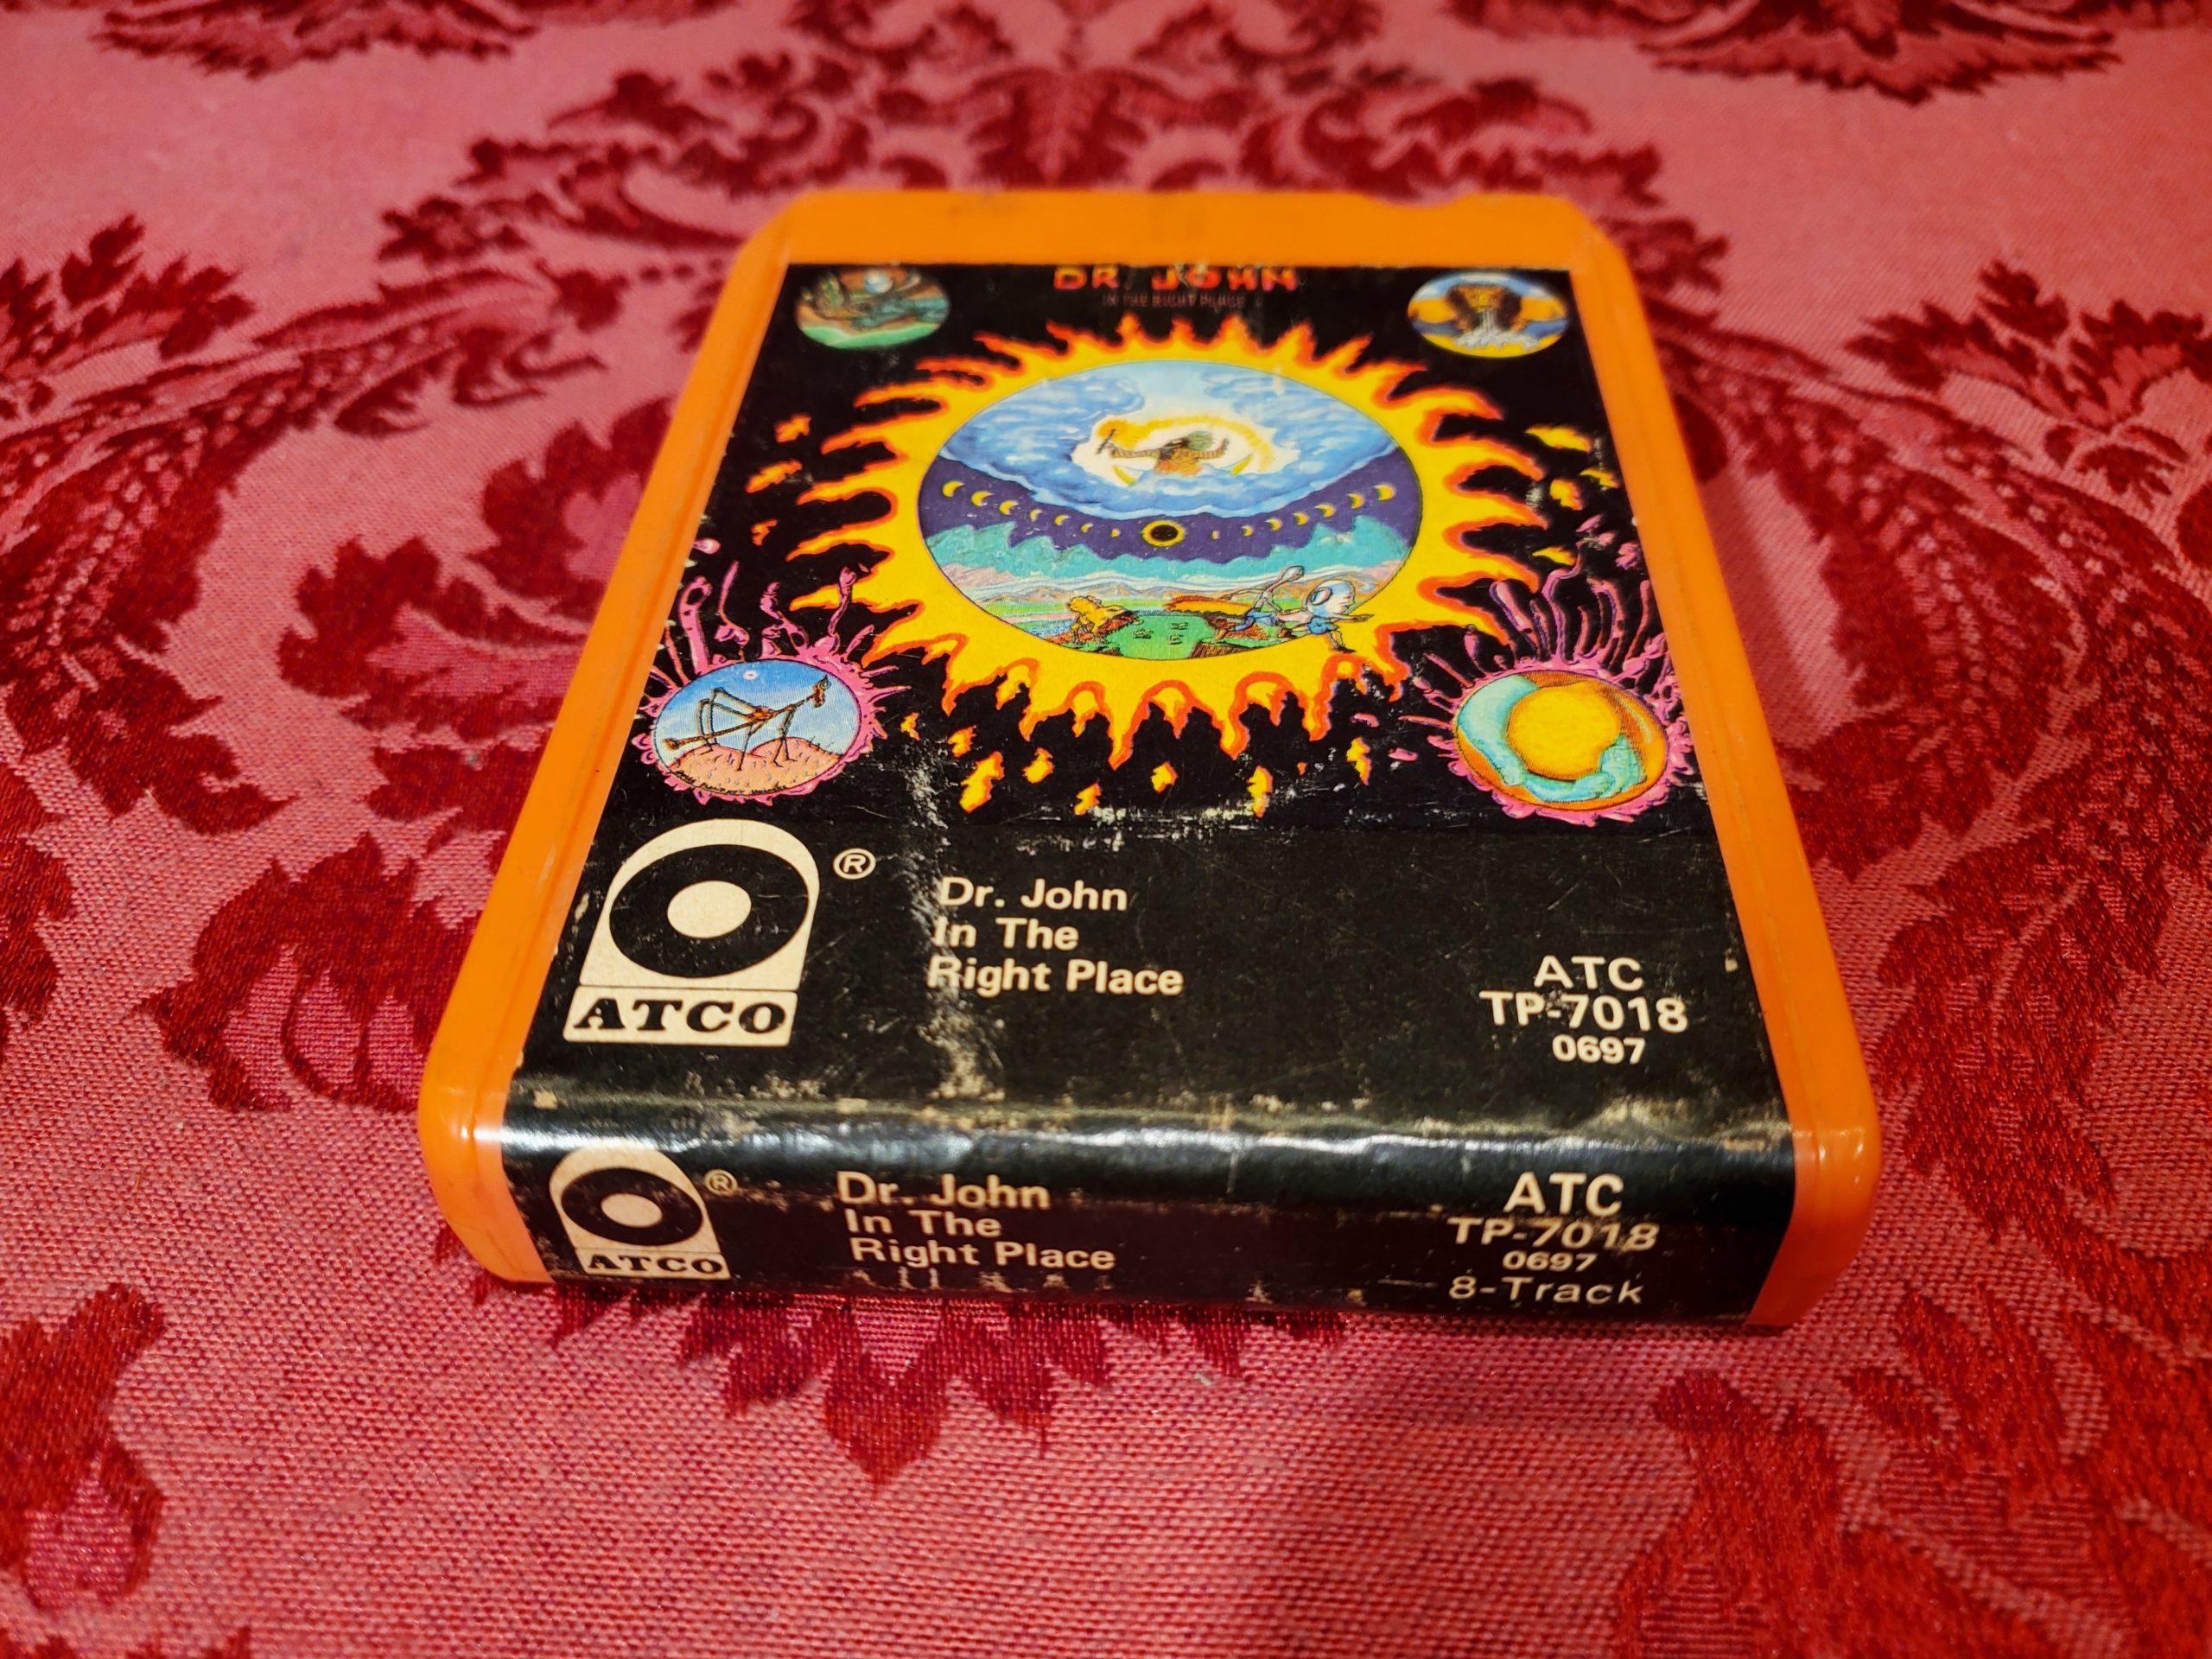 DR. JOHN
IN THE RIGHT PLACE
®
ATCO
Dr. John
In The
Right Place
ATC
TP-7018
0697
®
ATCO
Dr. John
In The
Right Place
ATC
TP-7018
0697
8-Track